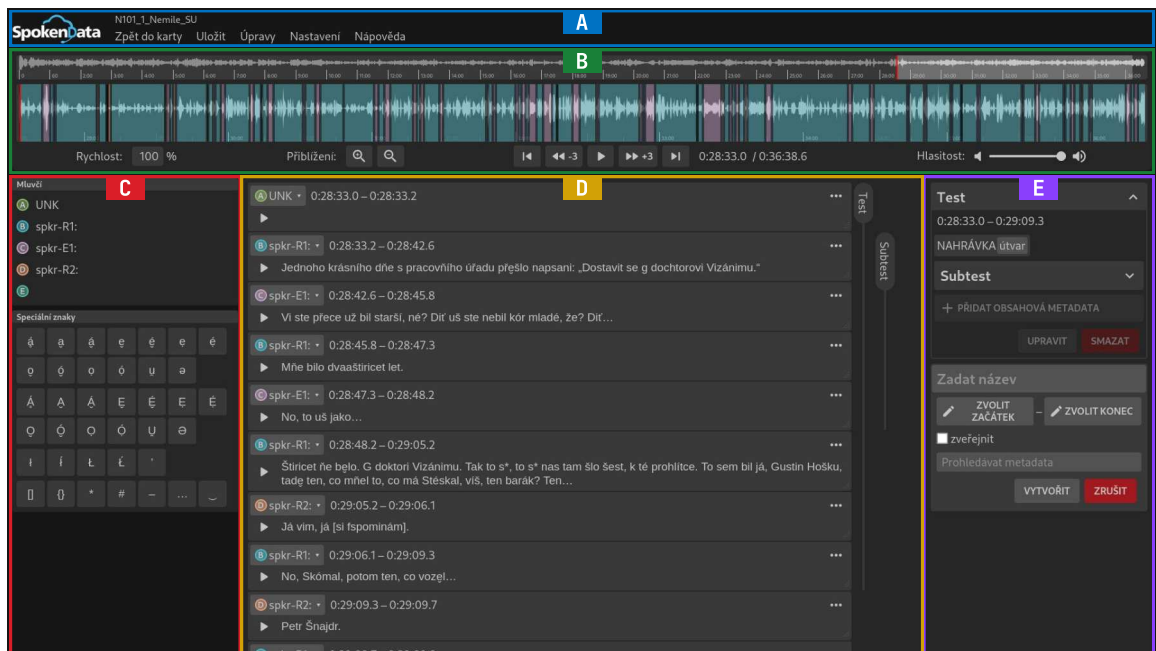 A
SpokenData
N101_1_Nemile_SU
Zpět do karty Uložit Úpravy Nastavení Nápověda
B
Rychlost: 100 % Přiblížení: -3 +3 0:28:33.0 / 0:36:38.6 Hlasitost:
C
Mluvčí
A UNK
B spkr-R1:
C spkr-E1:
D spkr-R2:
E
Speciální znaky
[] {} * # – … ‿
D
A UNK 0:28:33.0 – 0:28:33.2 •••
B spkr-R1: 0:28:33.2 – 0:28:42.6 •••
Jednoho krásního dňe s pracovňího úřadu přęšlo napsaní: „Dostavit se g dochtorovi Vizánimu."
C spkr-E1: 0:28:42.6 – 0:28:45.8 •••
Vi ste přece už bil starší, né? Diť uš ste nebil kór mladé, že? Diť…
B spkr-R1: 0:28:45.8 – 0:28:47.3 •••
Mňe bilo dvaaštiricet let.
C spkr-E1: 0:28:47.3 – 0:28:48.2 •••
No, to uš jako…
B spkr-R1: 0:28:48.2 – 0:29:05.2 •••
Štiricet ňe bęlo. G doktori Vizánimu. Tak to s*, to s* nas tam šlo šest, k té prohlítce. To sem bil já, Gustin Hošku,
tadę ten, co mňel to, co má Stéskal, víš, ten barák? Ten…
D spkr-R2: 0:29:05.2 – 0:29:06.1 •••
Já vim, já [si fspominám].
B spkr-R1: 0:29:06.1 – 0:29:09.3 •••
No, Skómal, potom ten, co vozęl…
D spkr-R2: 0:29:09.3 – 0:29:09.7 •••
Petr Šnajdr.
Test
Subtest
E
Test
0:28:33.0 – 0:29:09.3
NAHRÁVKA útvar
Subtest
+ PŘIDAT OBSAHOVÁ METADATA
UPRAVIT SMAZAT
Zadat název
ZVOLIT
ZAČÁTEK – ZVOLIT KONEC
zveřejnit
Prohledávat metadata
VYTVOŘIT ZRUŠIT